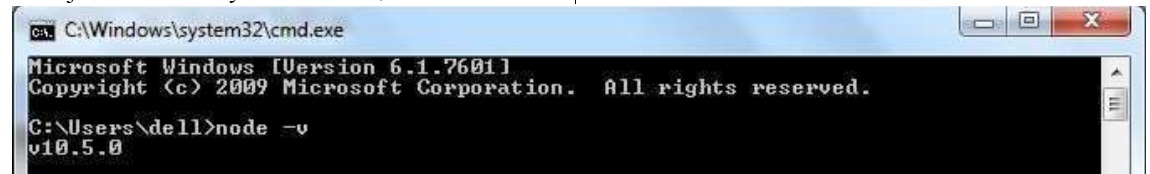 C:\Windows\system32\cmd.exe
Microsoft Windows [Version 6.1.7601]
Copyright (c) 2009 Microsoft Corporation.  All rights reserved.
C:\Users\dell>node -v
v10.5.0